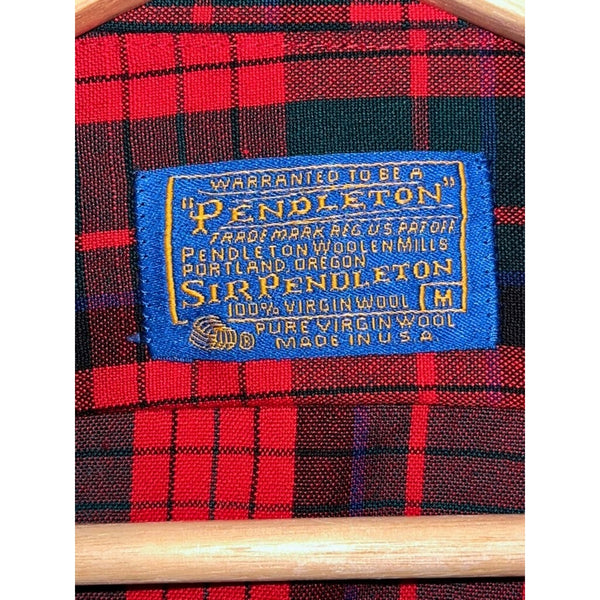 WARRANTED TO BE A
"PENDLETON"
TRADE MARK REG. U.S. PAT. OFF.
PENDLETON WOOLEN MILLS
PORTLAND, OREGON
SIR PENDLETON
100% VIRGIN WOOL M
® PURE VIRGIN WOOL
MADE IN U.S.A.